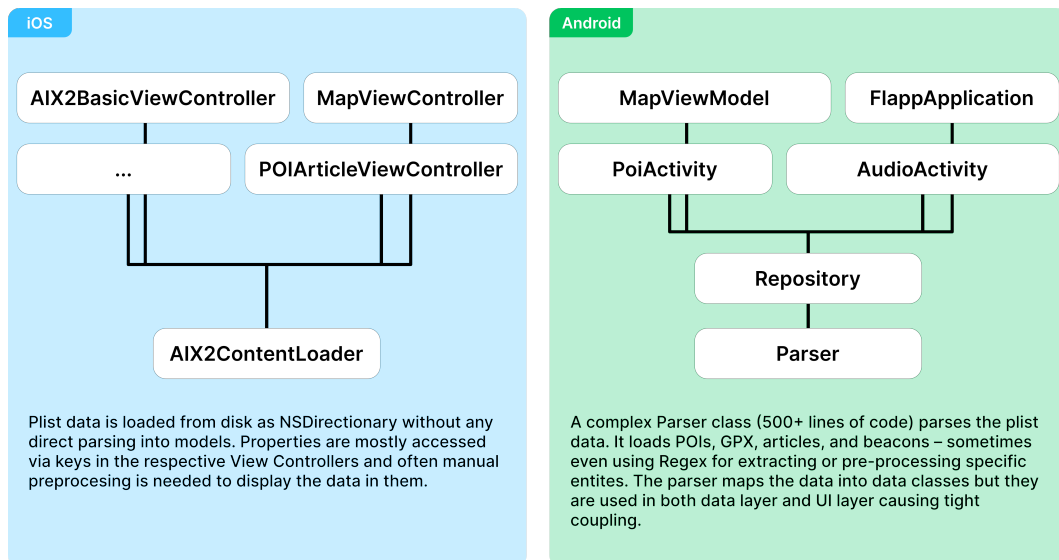 iOS
AIX2BasicViewController
MapViewController
...
POIArticleViewController
AIX2ContentLoader
Plist data is loaded from disk as NSDirectionary without any
direct parsing into models. Properties are mostly accessed
via keys in the respective View Controllers and often manual
preprocesing is needed to display the data in them.
Android
MapViewModel
FlappApplication
PoiActivity
AudioActivity
Repository
Parser
A complex Parser class (500+ lines of code) parses the plist
data. It loads POIs, GPX, articles, and beacons – sometimes
even using Regex for extracting or pre-processing specific
entites. The parser maps the data into data classes but they
are used in both data layer and UI layer causing tight
coupling.